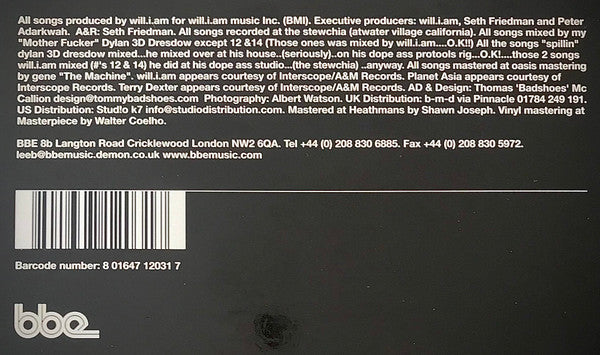 All songs produced by will.i.am for will.i.am music Inc. (BMI). Executive producers: will.i.am, Seth Friedman and Peter
Adarkwah.  A&R: Seth Friedman. All songs recorded at the stewchia (atwater village california). All songs mixed by my
"Mother Fucker" Dylan 3D Dresdow except 12 &14 (Those ones was mixed by will.i.am....O.K!!) All the songs "spillin"
dylan 3D dresdow mixed...he mixed over at his house..(seriously)..on his dope ass protools rig...O.K!....those 2 songs
will.i.am mixed (#'s 12 & 14) he did at his dope ass studio...(the stewchia) ..anyway. All songs mastered at oasis mastering
by gene "The Machine". will.i.am appears courtesy of Interscope/A&M Records. Planet Asia appears courtesy of
Interscope Records. Terry Dexter appears courtesy of Interscope/A&M Records. AD & Design: Thomas 'Badshoes' Mc
Callion design@tommybadshoes.com  Photography: Albert Watson. UK Distribution: b-m-d via Pinnacle 01784 249 191.
US Distribution: Stud!o k7 info@studiodistribution.com. Mastered at Heathmans by Shawn Joseph. Vinyl mastering at
Masterpiece by Walter Coelho.
BBE 8b Langton Road Cricklewood London NW2 6QA. Tel +44 (0) 208 830 6885. Fax +44 (0) 208 830 5972.
leeb@bbemusic.demon.co.uk www.bbemusic.com
Barcode number: 8 01647 12031 7
bbe